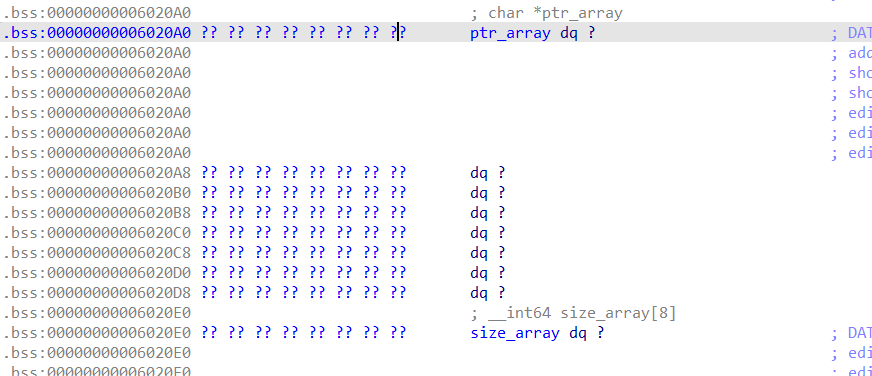 .bss:00000000006020A0 ; char *ptr_array
.bss:00000000006020A0 ?? ?? ?? ?? ?? ?? ?? ?? ptr_array dq ? ; DAT
.bss:00000000006020A0 ; add
.bss:00000000006020A0 ; sho
.bss:00000000006020A0 ; sho
.bss:00000000006020A0 ; edi
.bss:00000000006020A0 ; edi
.bss:00000000006020A0 ; edi
.bss:00000000006020A8 ?? ?? ?? ?? ?? ?? ?? ?? dq ?
.bss:00000000006020B0 ?? ?? ?? ?? ?? ?? ?? ?? dq ?
.bss:00000000006020B8 ?? ?? ?? ?? ?? ?? ?? ?? dq ?
.bss:00000000006020C0 ?? ?? ?? ?? ?? ?? ?? ?? dq ?
.bss:00000000006020C8 ?? ?? ?? ?? ?? ?? ?? ?? dq ?
.bss:00000000006020D0 ?? ?? ?? ?? ?? ?? ?? ?? dq ?
.bss:00000000006020D8 ?? ?? ?? ?? ?? ?? ?? ?? dq ?
.bss:00000000006020E0 ; __int64 size_array[8]
.bss:00000000006020E0 ?? ?? ?? ?? ?? ?? ?? ?? size_array dq ? ; DAT
.bss:00000000006020E0 ; edi
.bss:00000000006020E0 ; edi